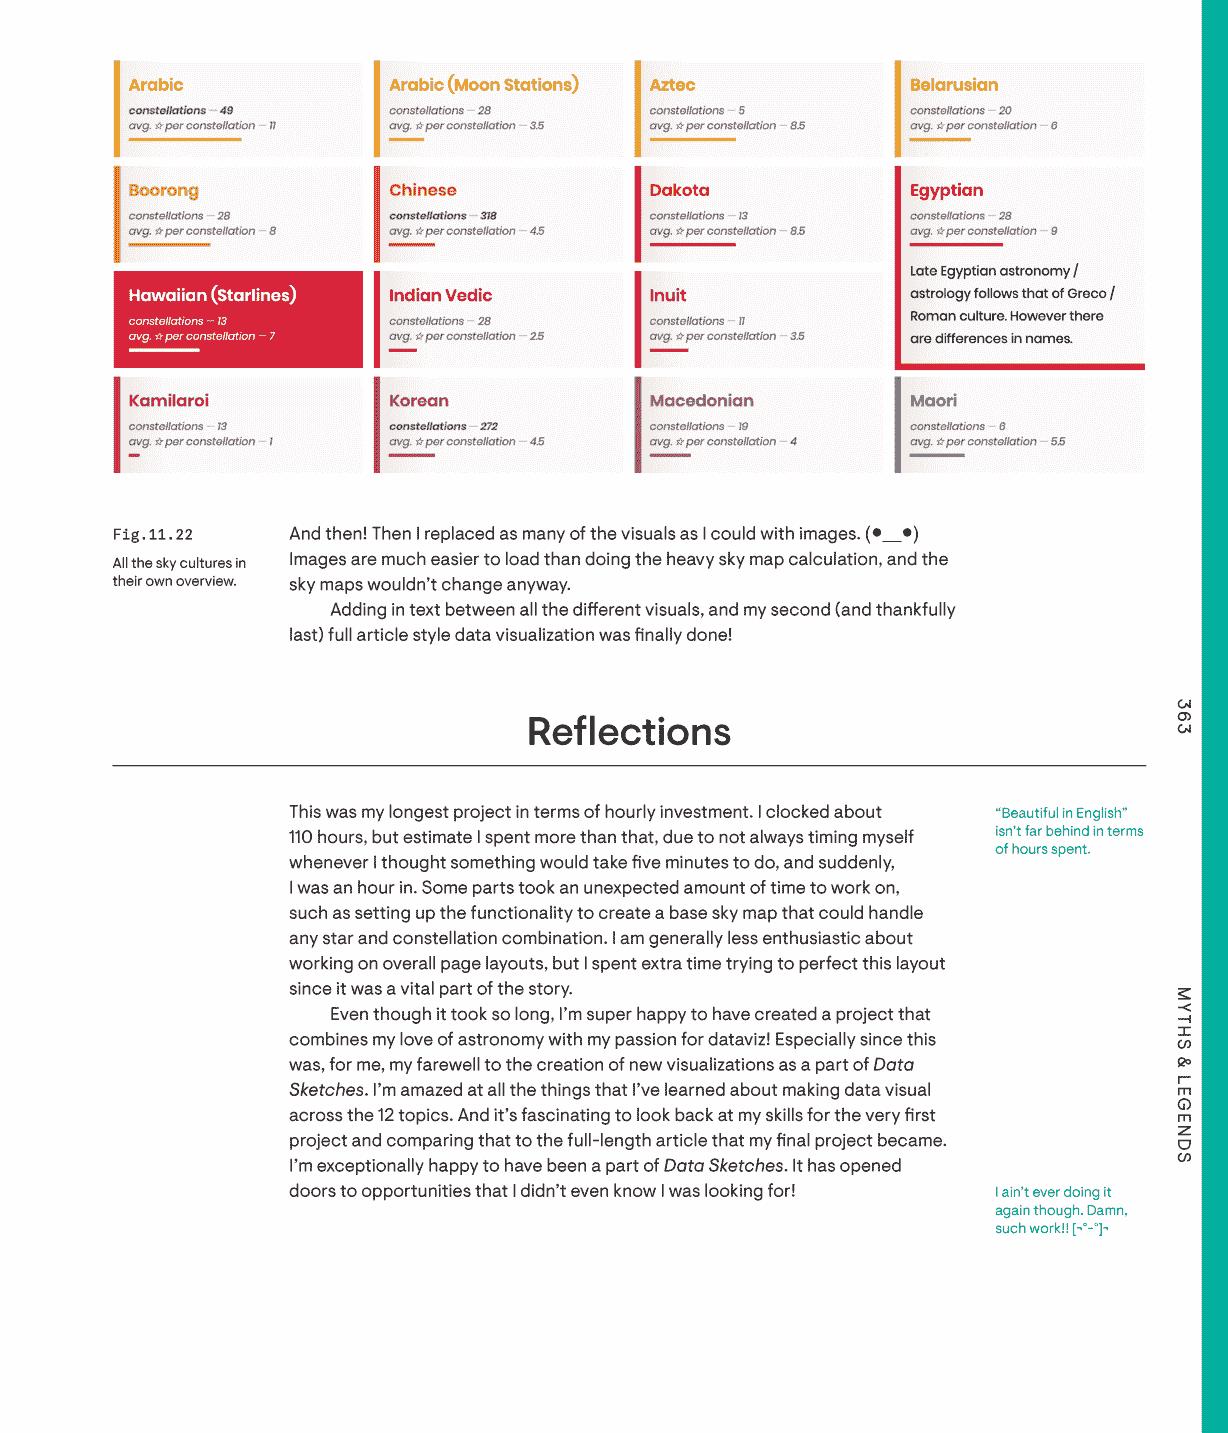 Arabic
constellations — 49
avg. ☆ per constellation — 11
Arabic (Moon Stations)
constellations — 28
avg. ☆ per constellation — 3.5
Aztec
constellations — 5
avg. ☆ per constellation — 8.5
Belarusian
constellations — 20
avg. ☆ per constellation — 6
Boorong
constellations — 28
avg. ☆ per constellation — 8
Chinese
constellations — 318
avg. ☆ per constellation — 4.5
Dakota
constellations — 13
avg. ☆ per constellation — 8.5
Egyptian
constellations — 28
avg. ☆ per constellation — 9
Late Egyptian astronomy /
astrology follows that of Greco /
Roman culture. However there
are differences in names.
Hawaiian (Starlines)
constellations — 13
avg. ☆ per constellation — 7
Indian Vedic
constellations — 28
avg. ☆ per constellation — 2.5
Inuit
constellations — 11
avg. ☆ per constellation — 3.5
Kamilaroi
constellations — 13
avg. ☆ per constellation — 1
Korean
constellations — 272
avg. ☆ per constellation — 4.5
Macedonian
constellations — 19
avg. ☆ per constellation — 4
Maori
constellations — 6
avg. ☆ per constellation — 5.5
Fig.11.22
All the sky cultures in
their own overview.
And then! Then I replaced as many of the visuals as I could with images. (●__●)
Images are much easier to load than doing the heavy sky map calculation, and the
sky maps wouldn't change anyway.
Adding in text between all the different visuals, and my second (and thankfully
last) full article style data visualization was finally done!
Reflections
This was my longest project in terms of hourly investment. I clocked about
110 hours, but estimate I spent more than that, due to not always timing myself
whenever I thought something would take five minutes to do, and suddenly,
I was an hour in. Some parts took an unexpected amount of time to work on,
such as setting up the functionality to create a base sky map that could handle
any star and constellation combination. I am generally less enthusiastic about
working on overall page layouts, but I spent extra time trying to perfect this layout
since it was a vital part of the story.
"Beautiful in English"
isn't far behind in terms
of hours spent.
Even though it took so long, I'm super happy to have created a project that
combines my love of astronomy with my passion for dataviz! Especially since this
was, for me, my farewell to the creation of new visualizations as a part of Data
Sketches. I'm amazed at all the things that I've learned about making data visual
across the 12 topics. And it's fascinating to look back at my skills for the very first
project and comparing that to the full-length article that my final project became.
I'm exceptionally happy to have been a part of Data Sketches. It has opened
doors to opportunities that I didn't even know I was looking for!
I ain't ever doing it
again though. Damn,
such work!! [¬°-°]¬
363
MYTHS & LEGENDS